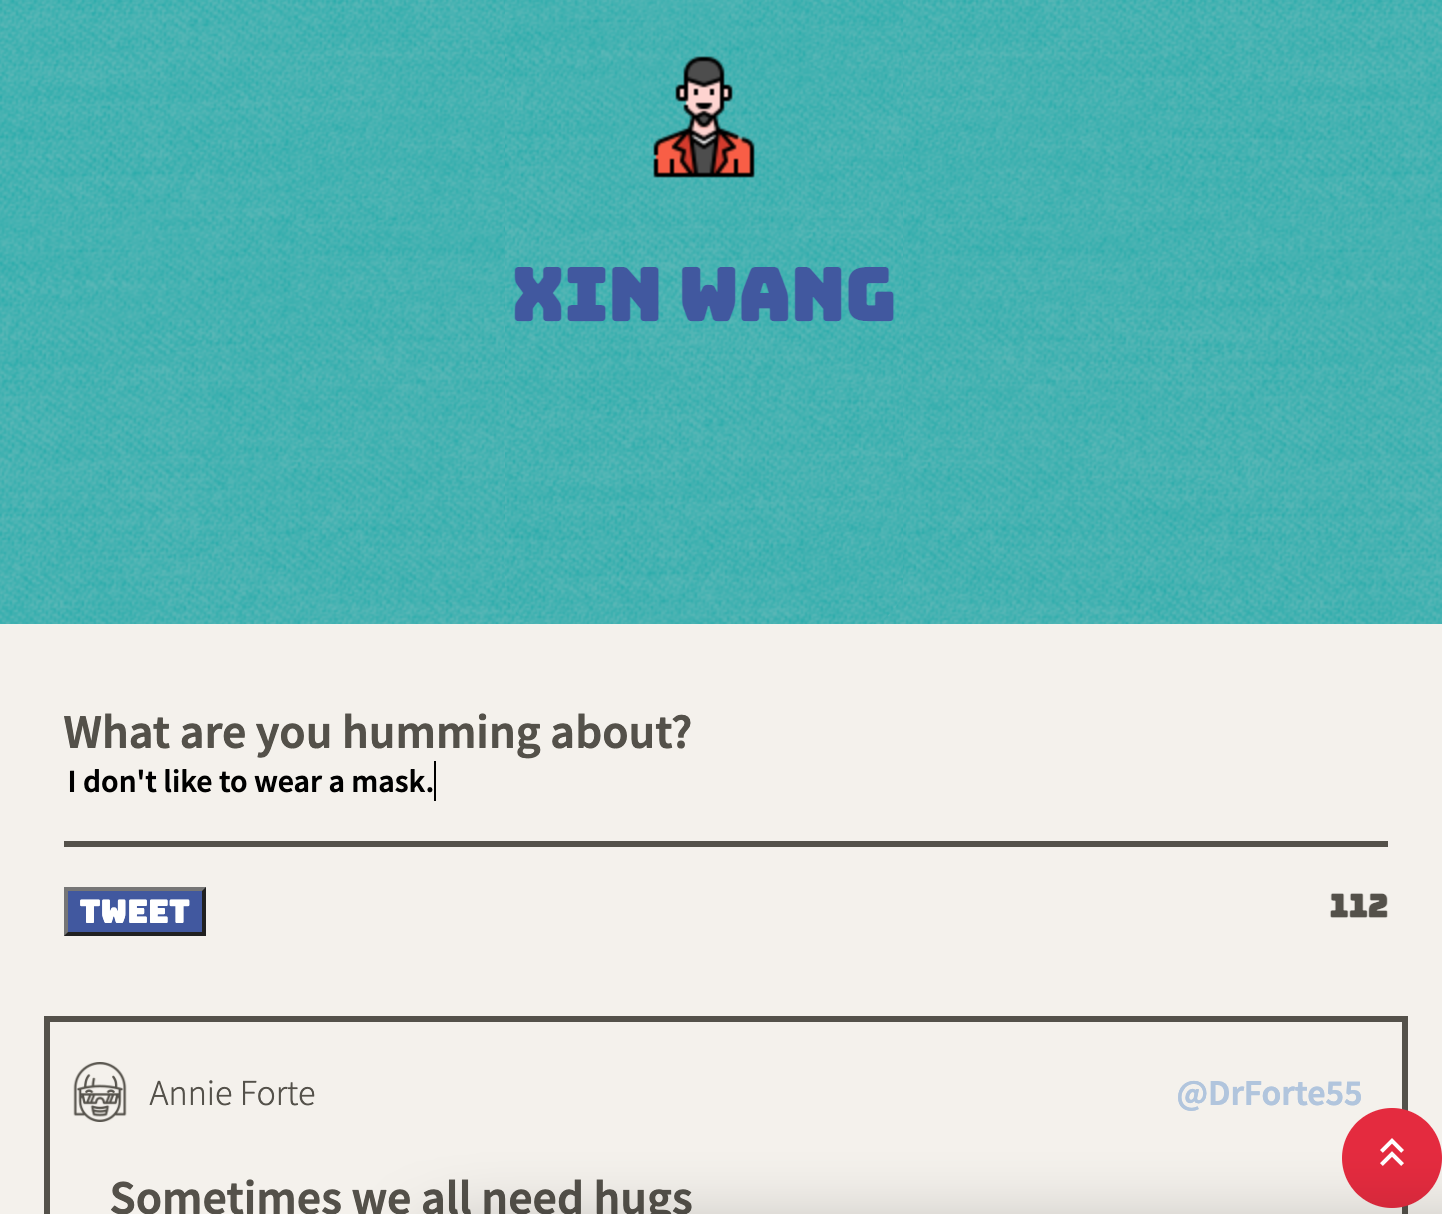 XIN WANG
What are you humming about?
I don't like to wear a mask.
TWEET
112
Annie Forte
@DrForte55
Sometimes we all need hugs